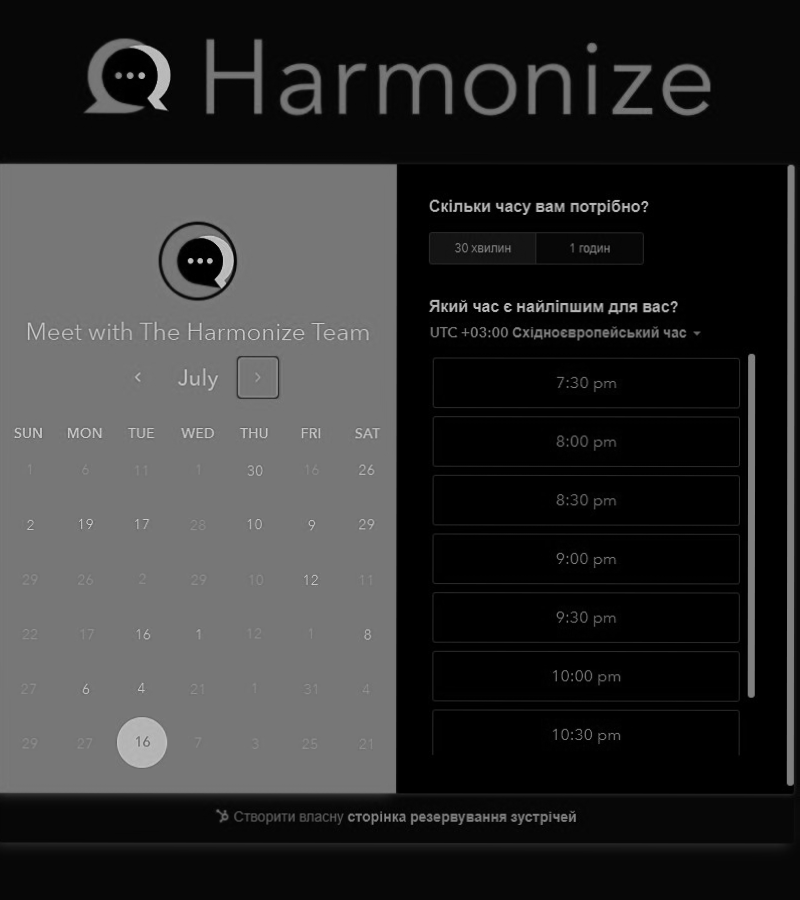 Harmonize
Meet with The Harmonize Team
July
SUN MON TUE WED THU FRI SAT
1 6 11 1 30 16 26
2 19 17 28 10 9 29
29 26 2 29 10 12 11
22 17 16 1 12 1 8
27 6 4 21 1 31 4
29 27 16 7 3 25 21
Скільки часу вам потрібно?
30 хвилин 1 годин
Який час є найліпшим для вас?
UTC +03:00 Східноєвропейський час
7:30 pm
8:00 pm
8:30 pm
9:00 pm
9:30 pm
10:00 pm
10:30 pm
Створити власну сторінка резервування зустрічей